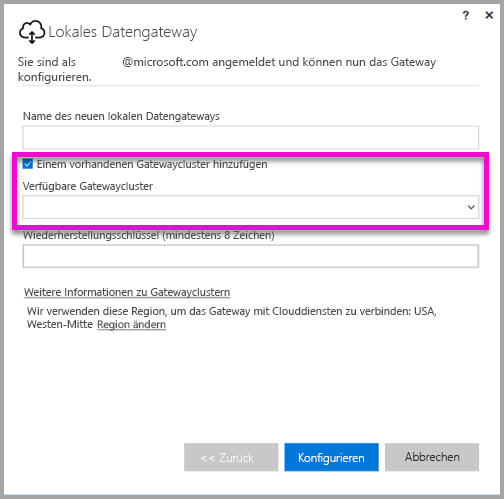 ? ×
Lokales Datengateway
Sie sind als @microsoft.com angemeldet und können nun das Gateway
konfigurieren.
Name des neuen lokalen Datengateways
Einem vorhandenen Gatewaycluster hinzufügen
Verfügbare Gatewaycluster
Wiederherstellungsschlüssel (mindestens 8 Zeichen)
Weitere Informationen zu Gatewayclustern
Wir verwenden diese Region, um das Gateway mit Clouddiensten zu verbinden: USA,
Westen-Mitte Region ändern
<< Zurück Konfigurieren Abbrechen